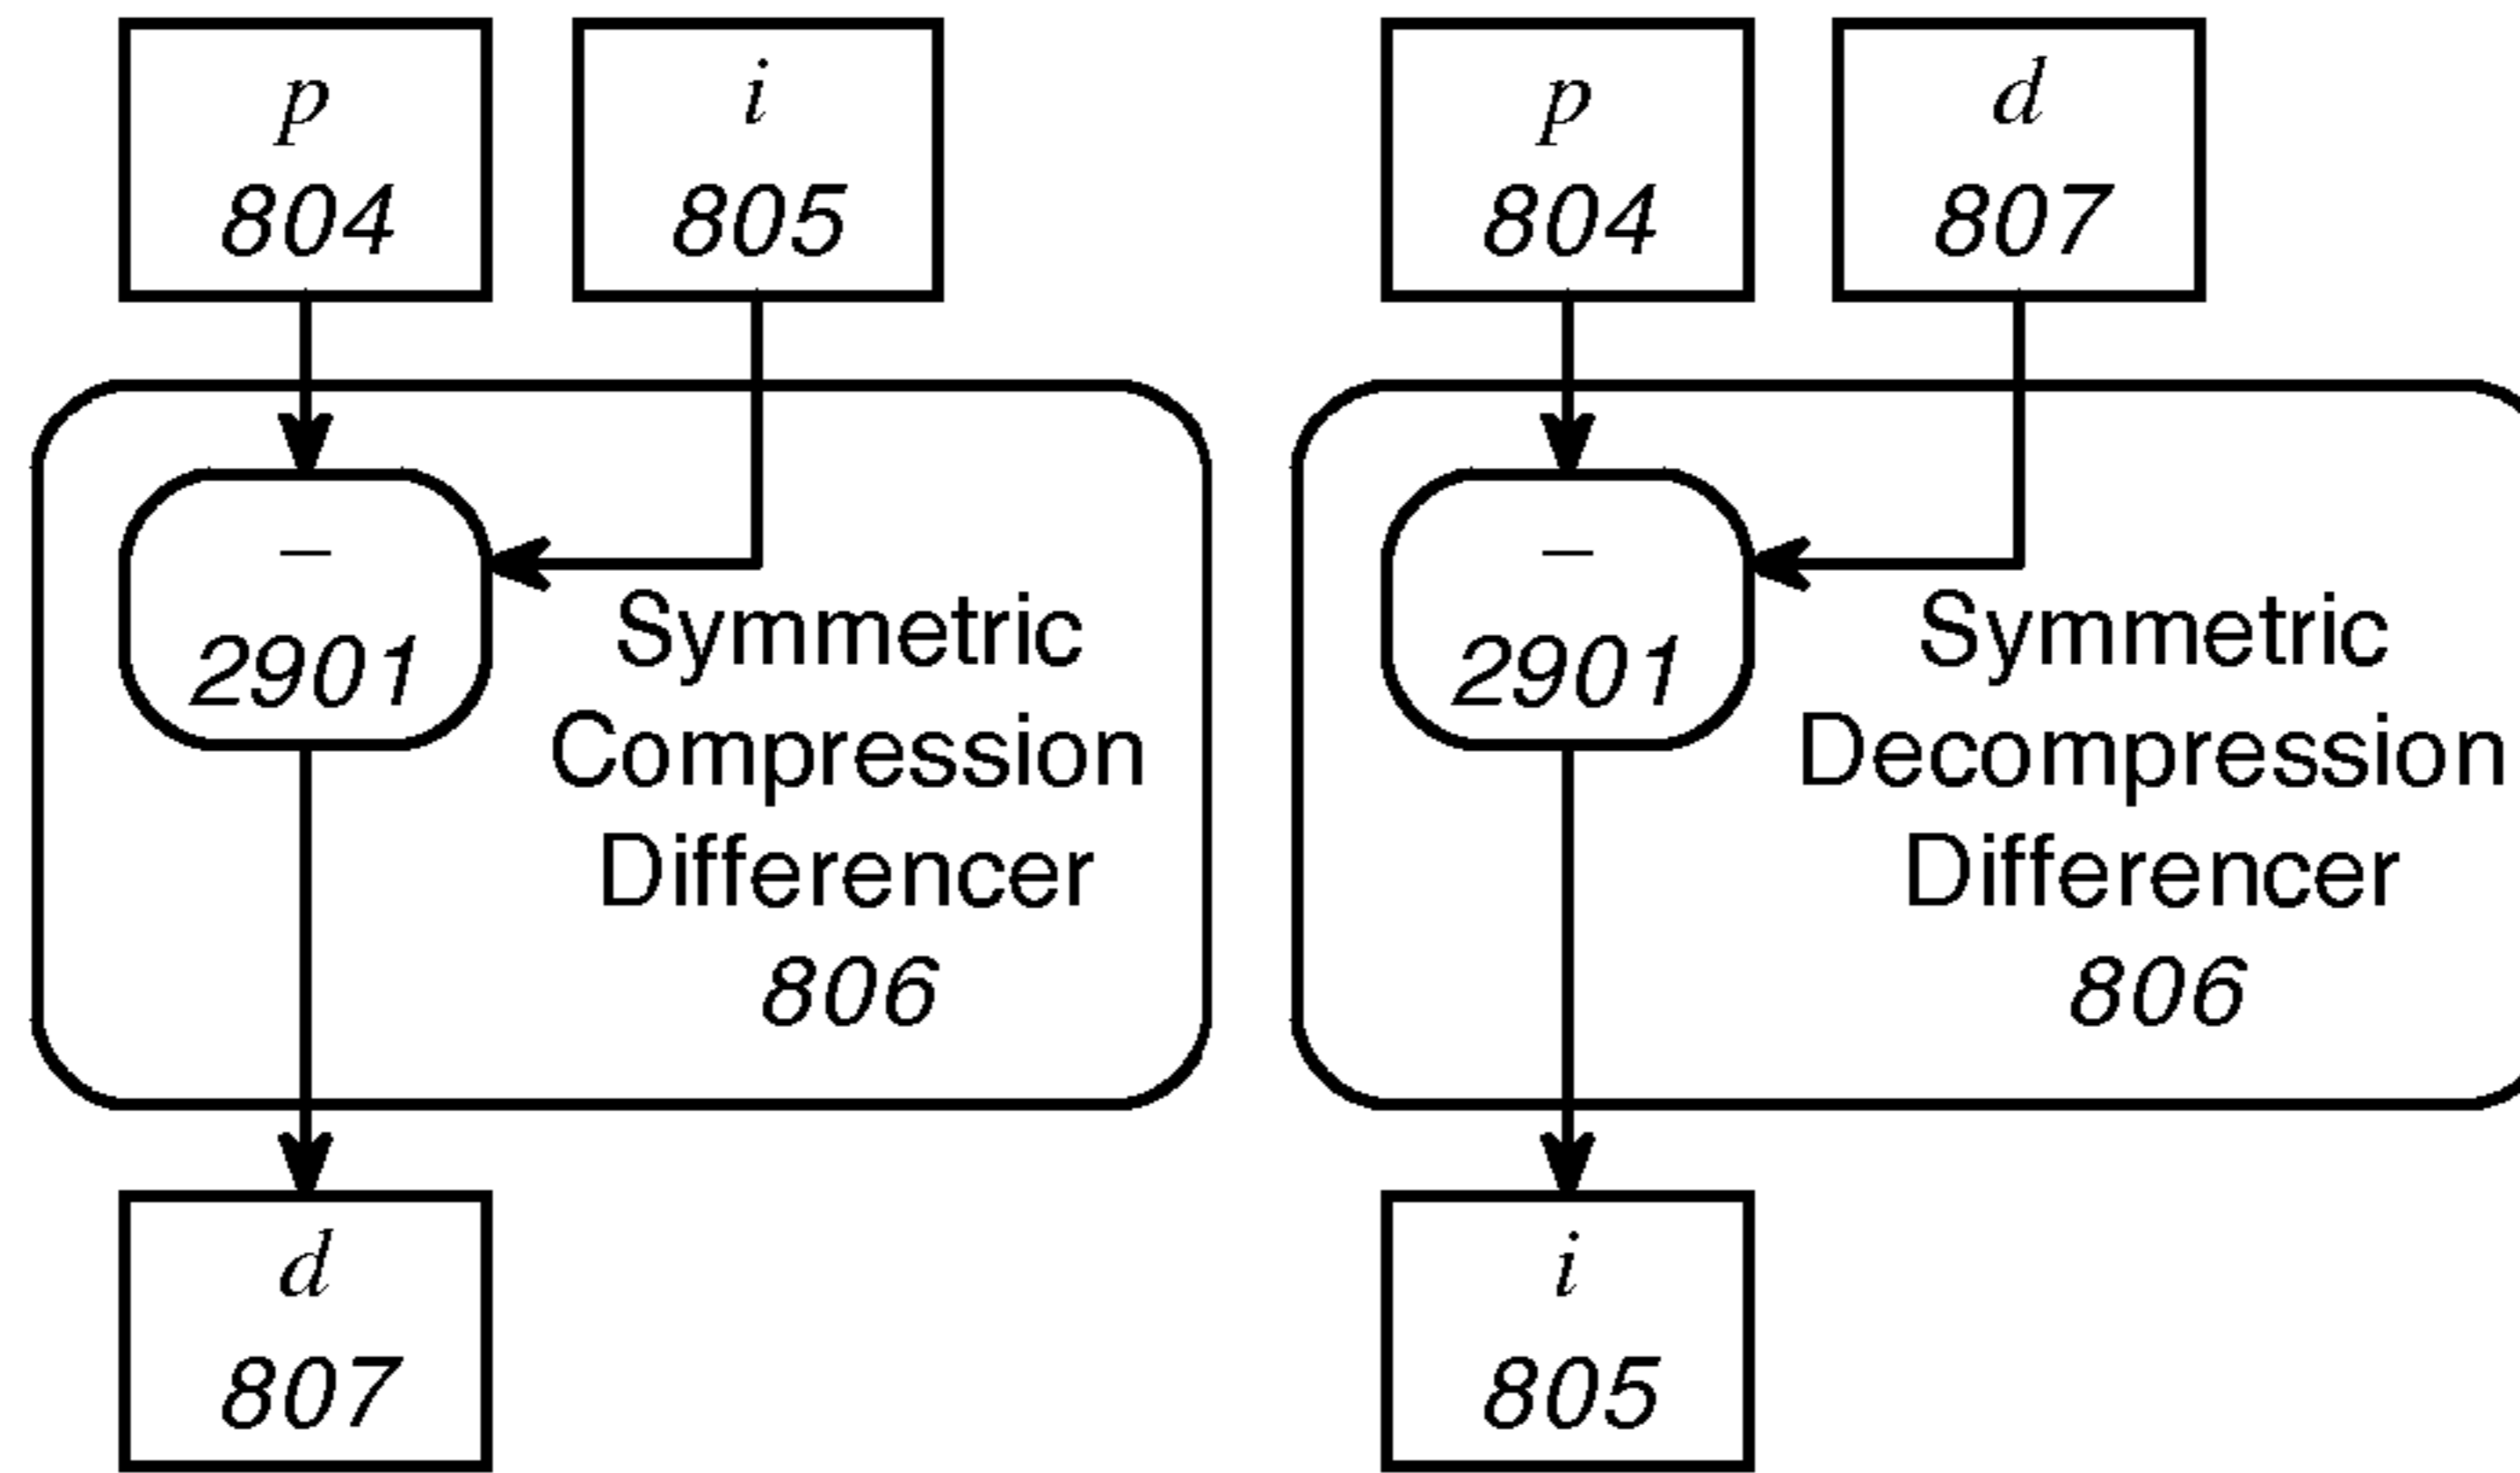 p
804
i
805
–
2901
Symmetric
Compression
Differencer
806
d
807
p
804
d
807
–
2901
Symmetric
Decompression
Differencer
806
i
805